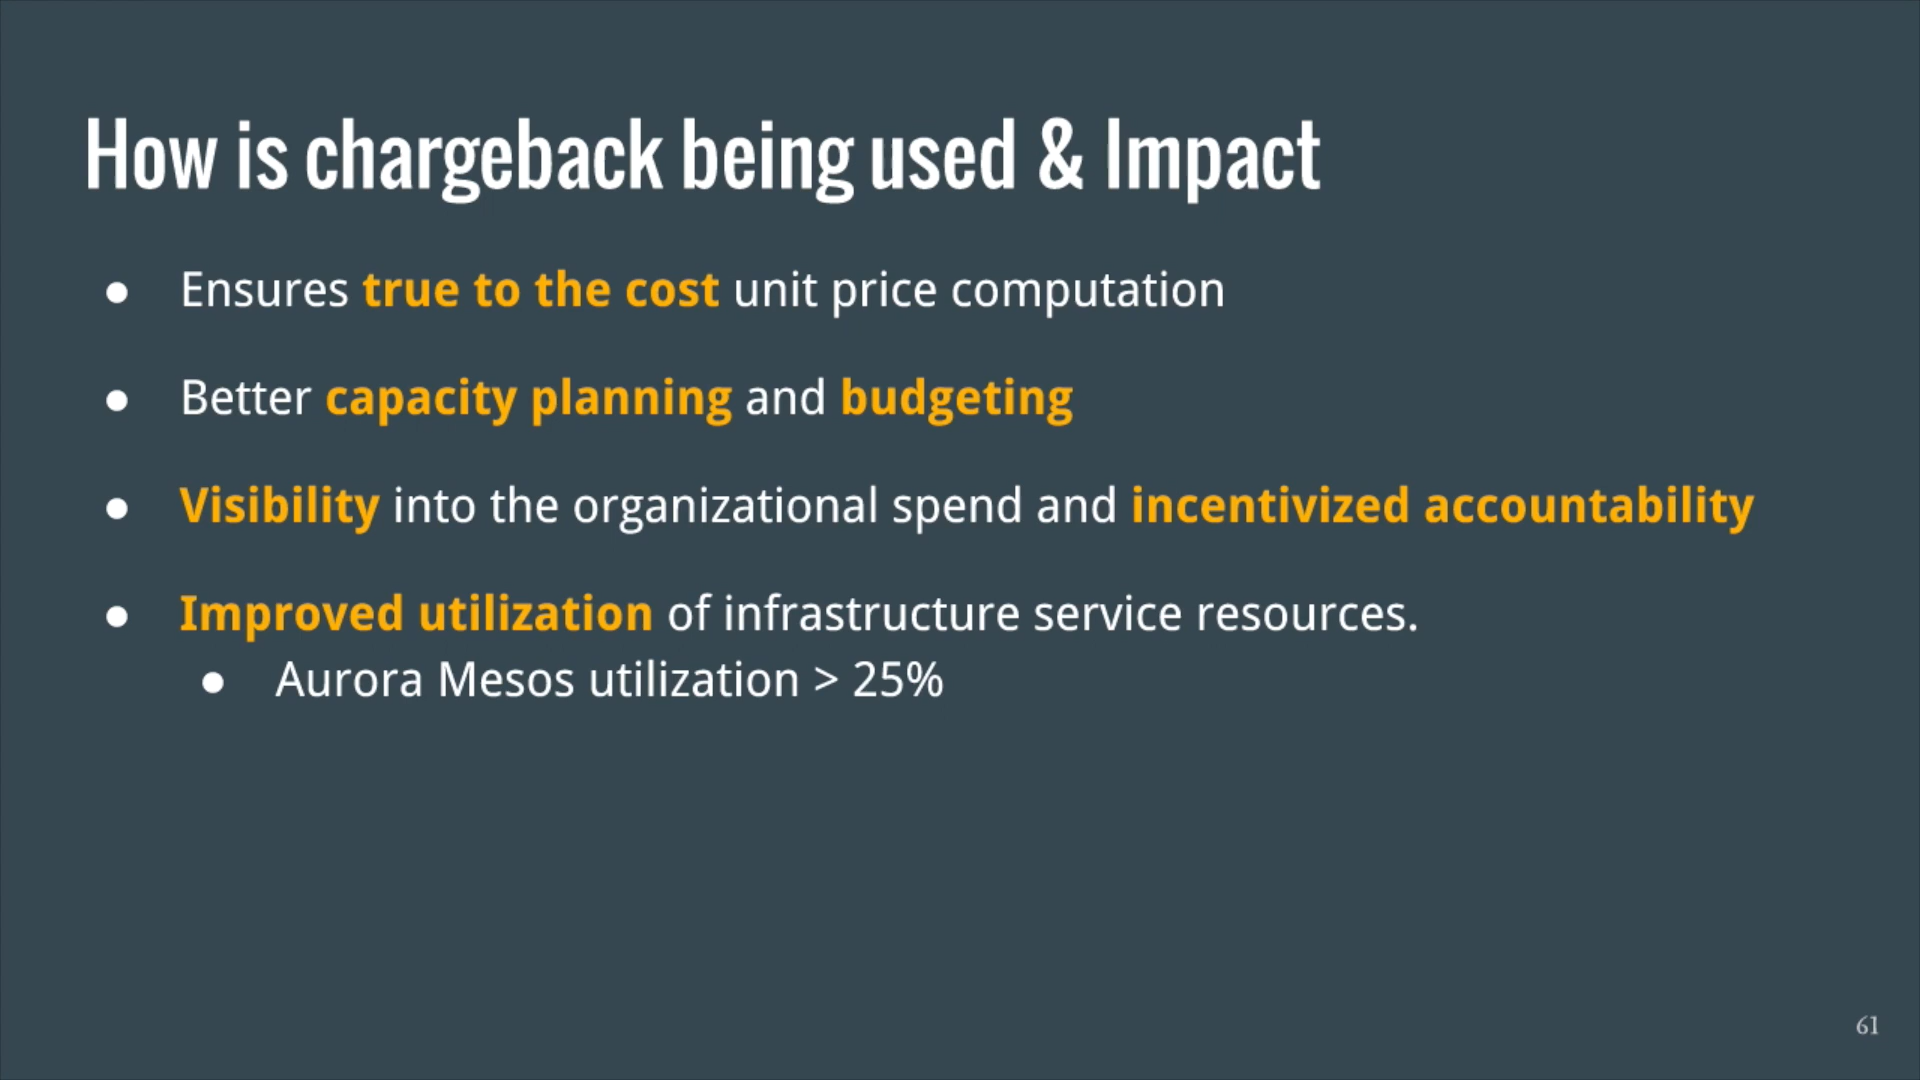 How is chargeback being used & Impact
● Ensures true to the cost unit price computation
● Better capacity planning and budgeting
● Visibility into the organizational spend and incentivized accountability
● Improved utilization of infrastructure service resources.
● Aurora Mesos utilization > 25%
61